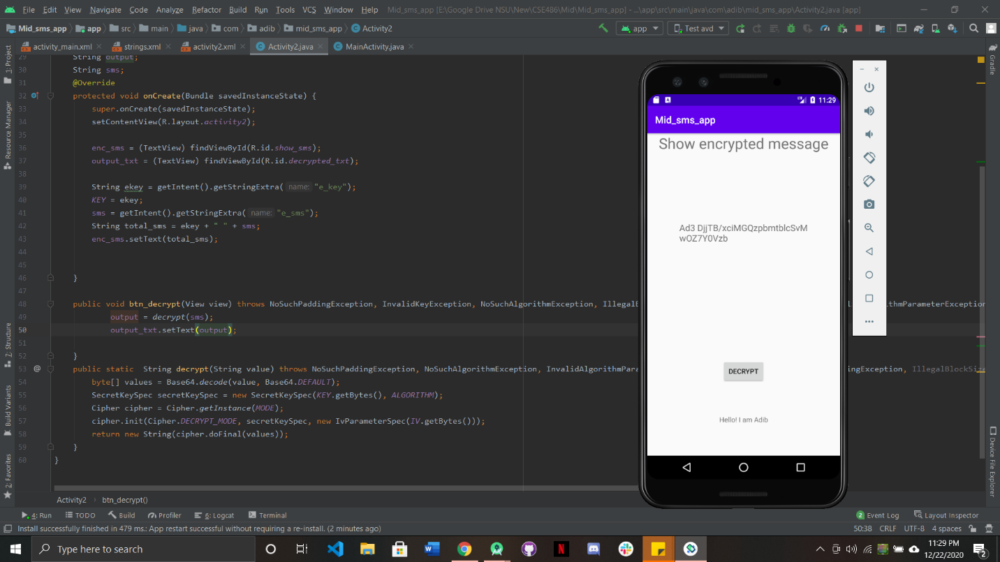 File Edit View Navigate Code Analyze Refactor Build Run Tools VCS Window Help Mid_sms_app [E:\Google Drive NSU\New\CSE486\Mid\Mid_sms_app] - ...\app\src\main\java\com\adib\mid_sms_app\Activity2.java [app]
Mid_sms_app app src main java com adib mid_sms_app Activity2 app Test avd
activity_main.xml strings.xml activity2.xml Activity2.java MainActivity.java
1: Project
Resource Manager
Z: Structure
Build Variants
2: Favorites
29 String output;
30 String sms;
31 @Override
32 protected void onCreate(Bundle savedInstanceState) {
33 super.onCreate(savedInstanceState);
34 setContentView(R.layout.activity2);
35
36 enc_sms = (TextView) findViewById(R.id.show_sms);
37 output_txt = (TextView) findViewById(R.id.decrypted_txt);
38
39 String ekey = getIntent().getStringExtra( name: "e_key");
40 KEY = ekey;
41 sms = getIntent().getStringExtra( name: "e_sms");
42 String total_sms = ekey + " " + sms;
43 enc_sms.setText(total_sms);
44
45
46 }
47
48 public void btn_decrypt(View view) throws NoSuchPaddingException, InvalidKeyException, NoSuchAlgorithmException, IllegalB ithmParameterException
49 output = decrypt(sms);
50 output_txt.setText(output);
51
52 }
53 public static String decrypt(String value) throws NoSuchPaddingException, NoSuchAlgorithmException, InvalidAlgorithmPara ingException, IllegalBlockSize
54 byte[] values = Base64.decode(value, Base64.DEFAULT);
55 SecretKeySpec secretKeySpec = new SecretKeySpec(KEY.getBytes(), ALGORITHM);
56 Cipher cipher = Cipher.getInstance(MODE);
57 cipher.init(Cipher.DECRYPT_MODE, secretKeySpec, new IvParameterSpec(IV.getBytes()));
58 return new String(cipher.doFinal(values));
59 }
60 }
11:29
Mid_sms_app
Show encrypted message
Ad3 DjjTB/xciMGQzpbmtblcSvM
wOZ7Y0Vzb
DECRYPT
Hello! I am Adib
Gradle
Device File Explorer
Activity2 btn_decrypt()
4: Run TODO Build Profiler 6: Logcat Terminal 2 Event Log Layout Inspector
Install successfully finished in 479 ms.: App restart successful without requiring a re-install. (2 minutes ago) 50:38 CRLF UTF-8 4 spaces
Type here to search
11:29 PM
12/22/2020
2